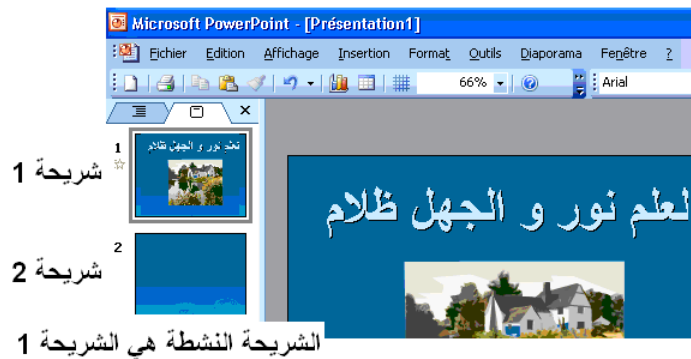 Microsoft PowerPoint - [Présentation1]
Fichier Edition Affichage Insertion Format Outils Diaporama Fenêtre ?
66% Arial
1
تعلم نور و الجهل ظلام
شريحة 1
لعلم نور و الجهل ظلام
2
شريحة 2
الشريحة النشطة هي الشريحة 1